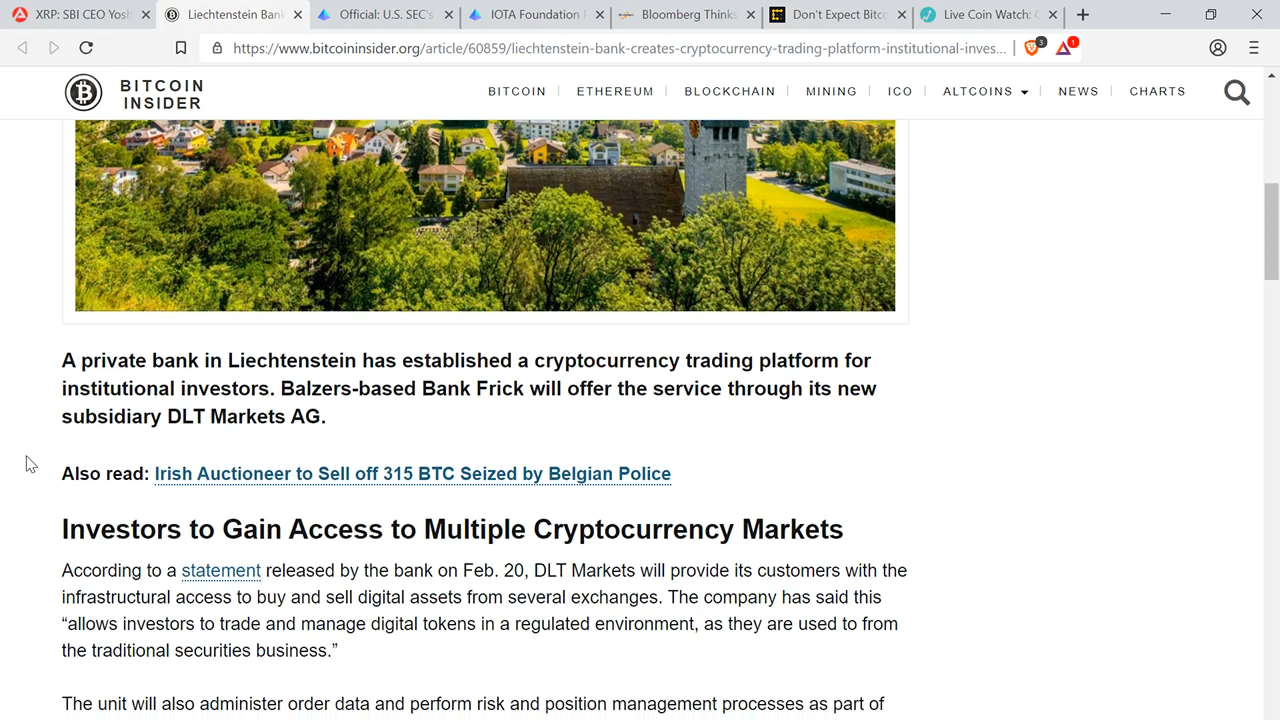 XRP: SBI CEO Yosh
Liechtenstein Bank
Official: U.S. SEC's
IOTA Foundation
Bloomberg Thinks
Don't Expect Bitco
Live Coin Watch:
https://www.bitcoininsider.org/article/60859/liechtenstein-bank-creates-cryptocurrency-trading-platform-institutional-inves...
3
1
BITCOIN INSIDER
BITCOIN
ETHEREUM
BLOCKCHAIN
MINING
ICO
ALTCOINS
NEWS
CHARTS
A private bank in Liechtenstein has established a cryptocurrency trading platform for
institutional investors. Balzers-based Bank Frick will offer the service through its new
subsidiary DLT Markets AG.
Also read: Irish Auctioneer to Sell off 315 BTC Seized by Belgian Police
Investors to Gain Access to Multiple Cryptocurrency Markets
According to a statement released by the bank on Feb. 20, DLT Markets will provide its customers with the
infrastructural access to buy and sell digital assets from several exchanges. The company has said this
“allows investors to trade and manage digital tokens in a regulated environment, as they are used to from
the traditional securities business.”
The unit will also administer order data and perform risk and position management processes as part of